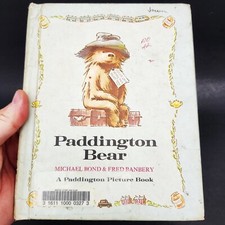 Paddington
Bear
MICHAEL BOND & FRED BANBERY
A Paddington Picture Book